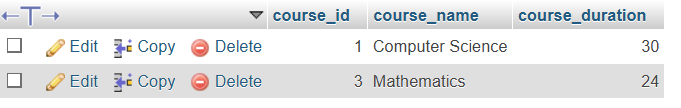 ←T→ course_id course_name course_duration
Edit Copy Delete 1 Computer Science 30
Edit Copy Delete 3 Mathematics 24